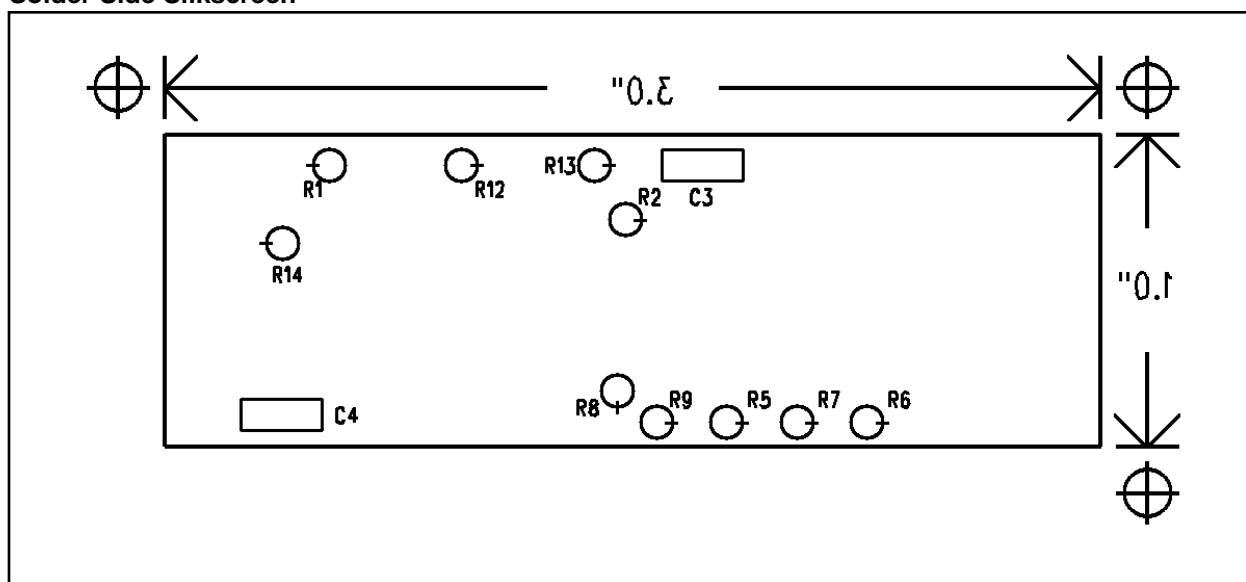 Solder Side Silkscreen
3.0"
R1
R12
R13
R2
C3
R14
1.0"
C4
R8
R9
R5
R7
R6